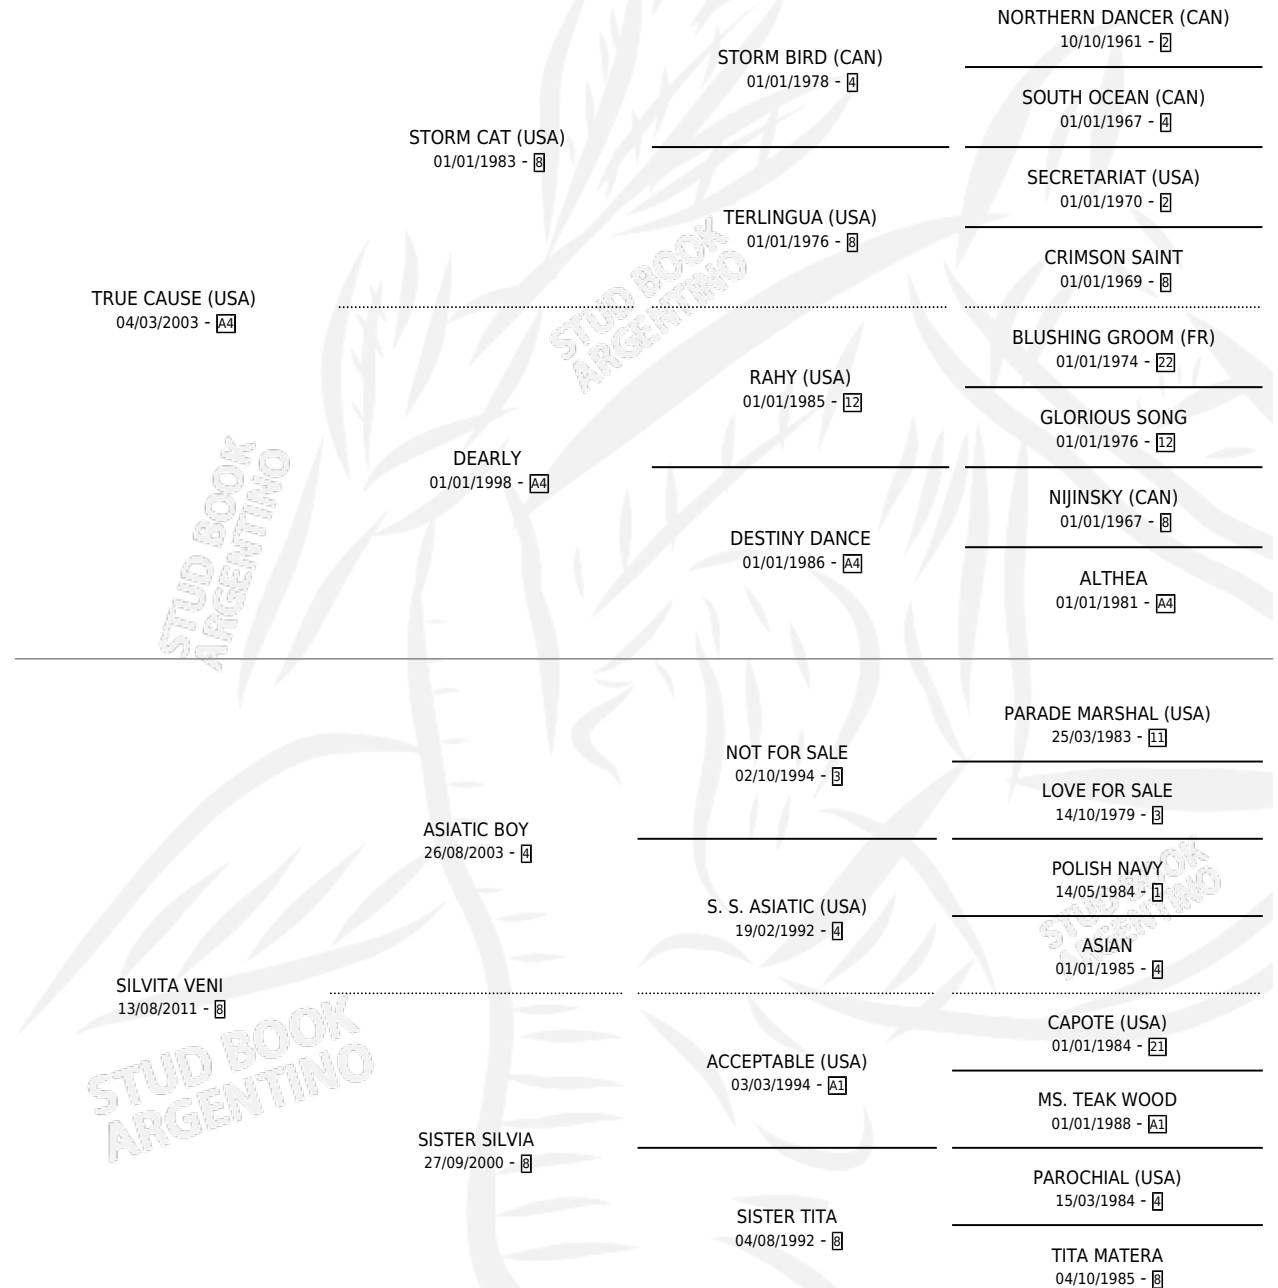 NORTHERN DANCER (CAN)
10/10/1961 - 2
STORM BIRD (CAN)
01/01/1978 - 4
SOUTH OCEAN (CAN)
01/01/1967 - 4
STORM CAT (USA)
01/01/1983 - 8
SECRETARIAT (USA)
01/01/1970 - 2
TERLINGUA (USA)
01/01/1976 - 8
CRIMSON SAINT
01/01/1969 - 8
TRUE CAUSE (USA)
04/03/2003 - A4
BLUSHING GROOM (FR)
01/01/1974 - 22
RAHY (USA)
01/01/1985 - 12
GLORIOUS SONG
01/01/1976 - 12
DEARLY
01/01/1998 - A4
NIJINSKY (CAN)
01/01/1967 - 8
DESTINY DANCE
01/01/1986 - A4
ALTHEA
01/01/1981 - A4
STUD BOOK
ARGENTINO
STUD BOOK
ARGENTINO
PARADE MARSHAL (USA)
25/03/1983 - 11
NOT FOR SALE
02/10/1994 - 3
LOVE FOR SALE
14/10/1979 - 3
ASIATIC BOY
26/08/2003 - 4
POLISH NAVY
14/05/1984 - 1
S. S. ASIATIC (USA)
19/02/1992 - 4
ASIAN
01/01/1985 - 4
SILVITA VENI
13/08/2011 - 8
CAPOTE (USA)
01/01/1984 - 21
ACCEPTABLE (USA)
03/03/1994 - A1
MS. TEAK WOOD
01/01/1988 - A1
SISTER SILVIA
27/09/2000 - 8
PAROCHIAL (USA)
15/03/1984 - 4
SISTER TITA
04/08/1992 - 8
TITA MATERA
04/10/1985 - 8
STUD BOOK
ARGENTINO
STUD BOOK
ARGENTINO